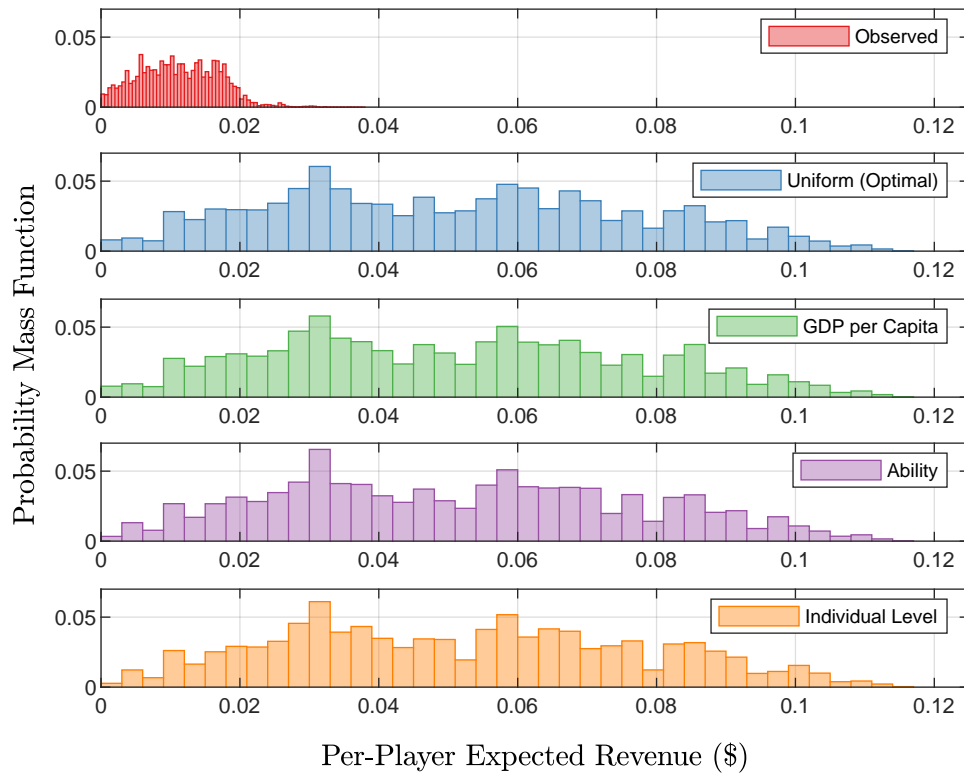 0.05
Observed
0
0 0.02 0.04 0.06 0.08 0.1 0.12
0.05
Uniform (Optimal)
0
0 0.02 0.04 0.06 0.08 0.1 0.12
Probability Mass Function
0.05
GDP per Capita
0
0 0.02 0.04 0.06 0.08 0.1 0.12
0.05
Ability
0
0 0.02 0.04 0.06 0.08 0.1 0.12
0.05
Individual Level
0
0 0.02 0.04 0.06 0.08 0.1 0.12
Per-Player Expected Revenue ($)